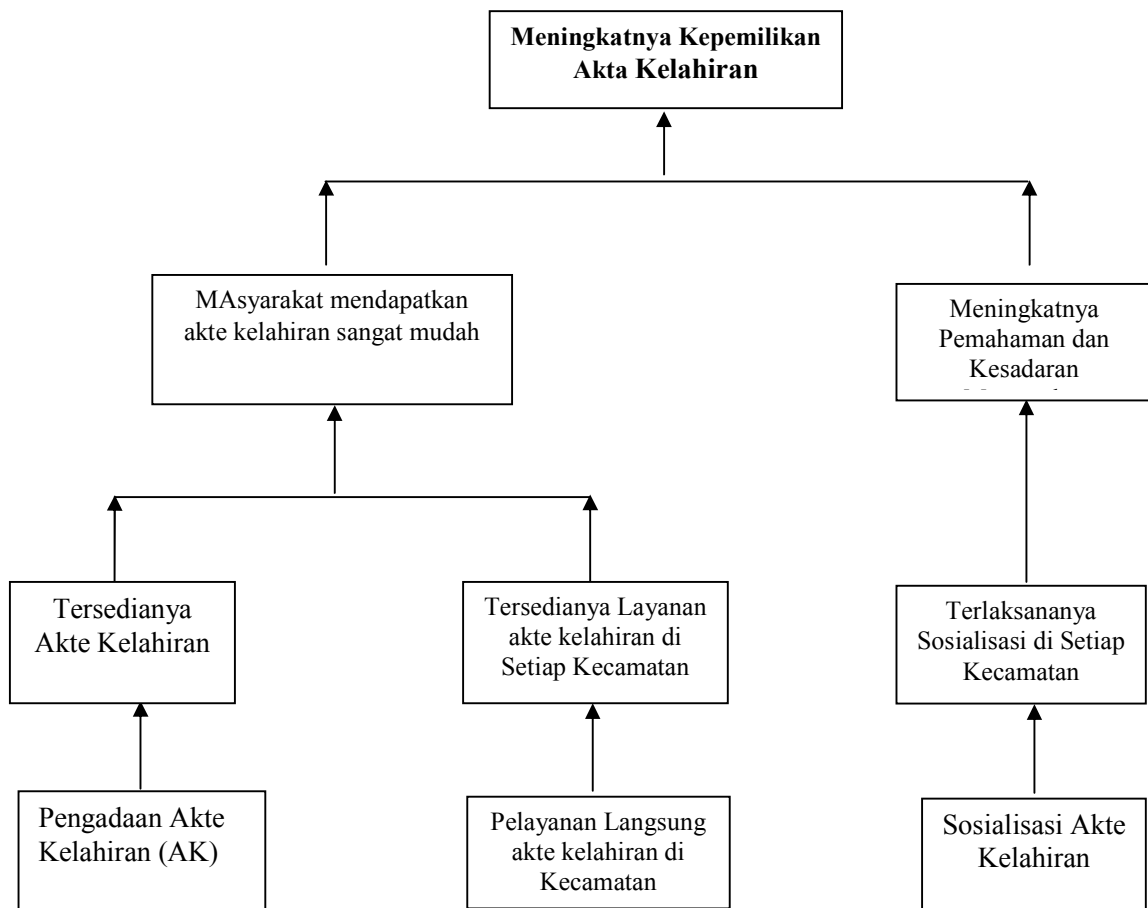 Meningkatnya Kepemilikan
Akta Kelahiran
MAsyarakat mendapatkan
akte kelahiran sangat mudah
Meningkatnya
Pemahaman dan
Kesadaran
Tersedianya
Akte Kelahiran
Tersedianya Layanan
akte kelahiran di
Setiap Kecamatan
Terlaksananya
Sosialisasi di Setiap
Kecamatan
Pengadaan Akte
Kelahiran (AK)
Pelayanan Langsung
akte kelahiran di
Kecamatan
Sosialisasi Akte
Kelahiran